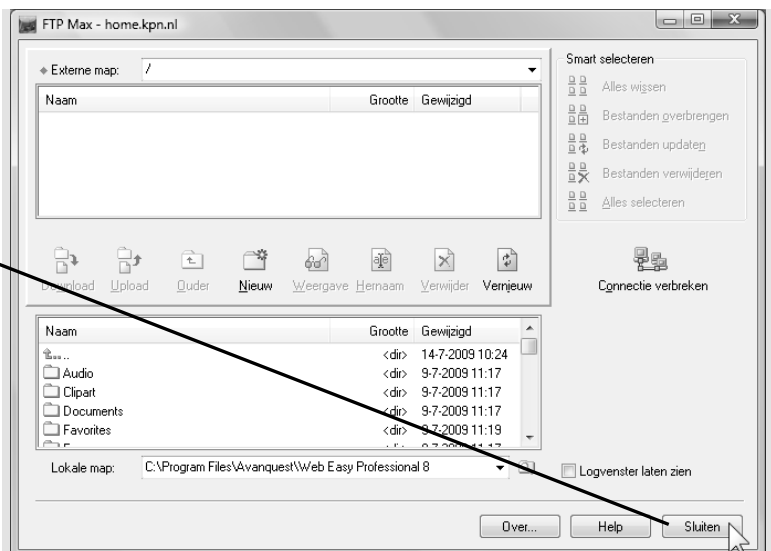 FTP Max - home.kpn.nl
Externe map: /
Naam Grootte Gewijzigd
Download Upload Ouder Nieuw Weergave Hernaam Verwijder Vernieuw
Smart selecteren
Alles wissen
Bestanden overbrengen
Bestanden updaten
Bestanden verwijderen
Alles selecteren
Connectie verbreken
Naam Grootte Gewijzigd
.. <dir> 14-7-2009 10:24
Audio <dir> 9-7-2009 11:17
Clipart <dir> 9-7-2009 11:17
Documents <dir> 9-7-2009 11:17
Favorites <dir> 9-7-2009 11:19
Lokale map: C:\Program Files\Avanquest\Web Easy Professional 8
Logvenster laten zien
Over... Help Sluiten